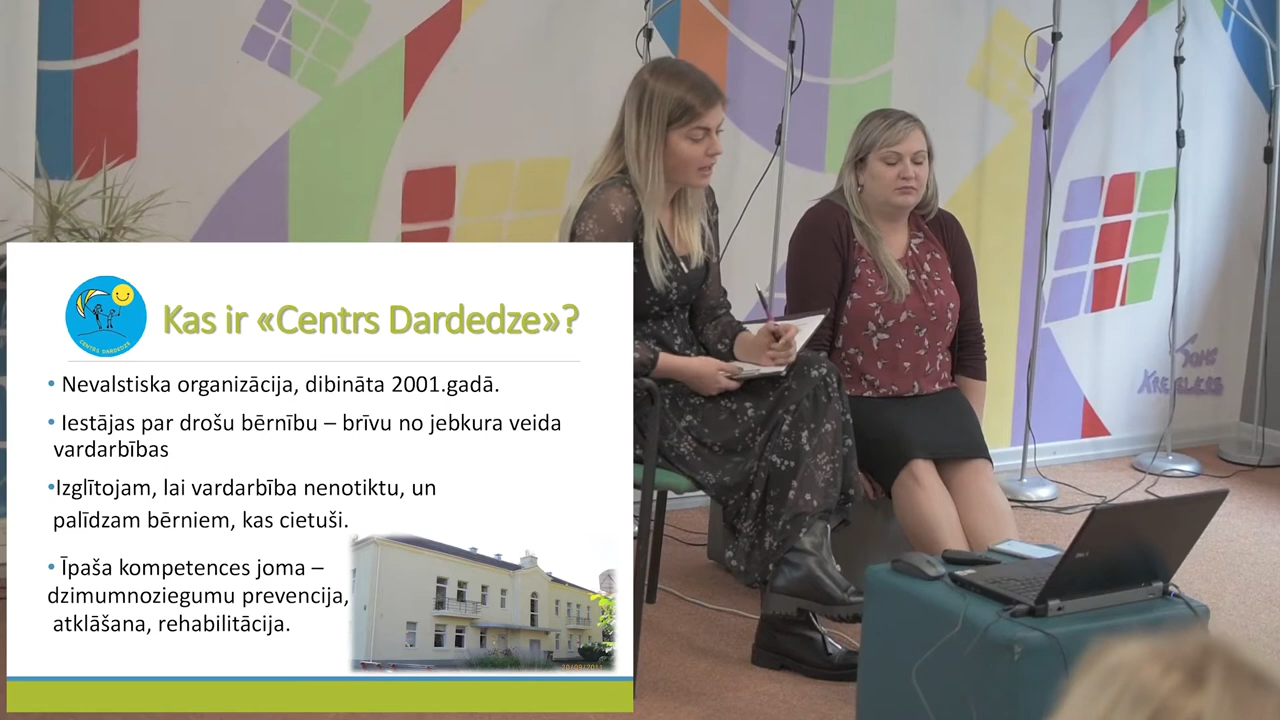 Kas ir «Centrs Dardedze»?
CENTRS DARDEDZE
• Nevalstiska organizācija, dibināta 2001.gadā.
• Iestājas par drošu bērnību – brīvu no jebkura veida
vardarbības
•Izglītojam, lai vardarbība nenotiktu, un
palīdzam bērniem, kas cietuši.
• Īpaša kompetences joma –
dzimumnoziegumu prevencija,
atklāšana, rehabilitācija.